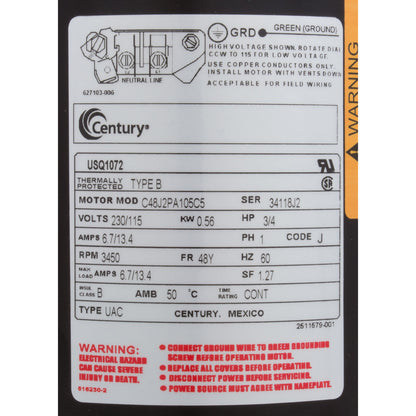 GRD GREEN (GROUND)
HIGH VOLTAGE SHOWN. ROTATE DIAL
CCW TO 115 FOR LOW VOLTAGE.
USE COPPER CONDUCTORS ONLY.
INSTALL MOTOR WITH VENTS DOWN
ACCEPTABLE FOR FIELD WIRING
NEUTRAL LINE
627103-006
WARNING
Century®
USQ1072
THERMALLY PROTECTED TYPE B
MOTOR MOD C48J2PA105C5 SER 34118J2
VOLTS 230/115 KW 0.56 HP 3/4
AMPS 6.7/13.4 PH 1 CODE J
RPM 3450 FR 48Y HZ 60
MAX LOAD AMPS 6.7/13.4 SF 1.27
INSUL CLASS B AMB 50 °C TIME RATING CONT
TYPE UAC CENTURY, MEXICO
2511579-001
WARNING:
ELECTRICAL HAZARD
CAN CAUSE SEVERE
INJURY OR DEATH.
616230-2
● CONNECT GROUND WIRE TO GREEN GROUNDING
SCREW BEFORE OPERATING MOTOR.
● REPLACE ALL COVERS BEFORE OPERATING.
● DISCONNECT POWER BEFORE SERVICING.
● POWER SOURCE MUST AGREE WITH NAMEPLATE.